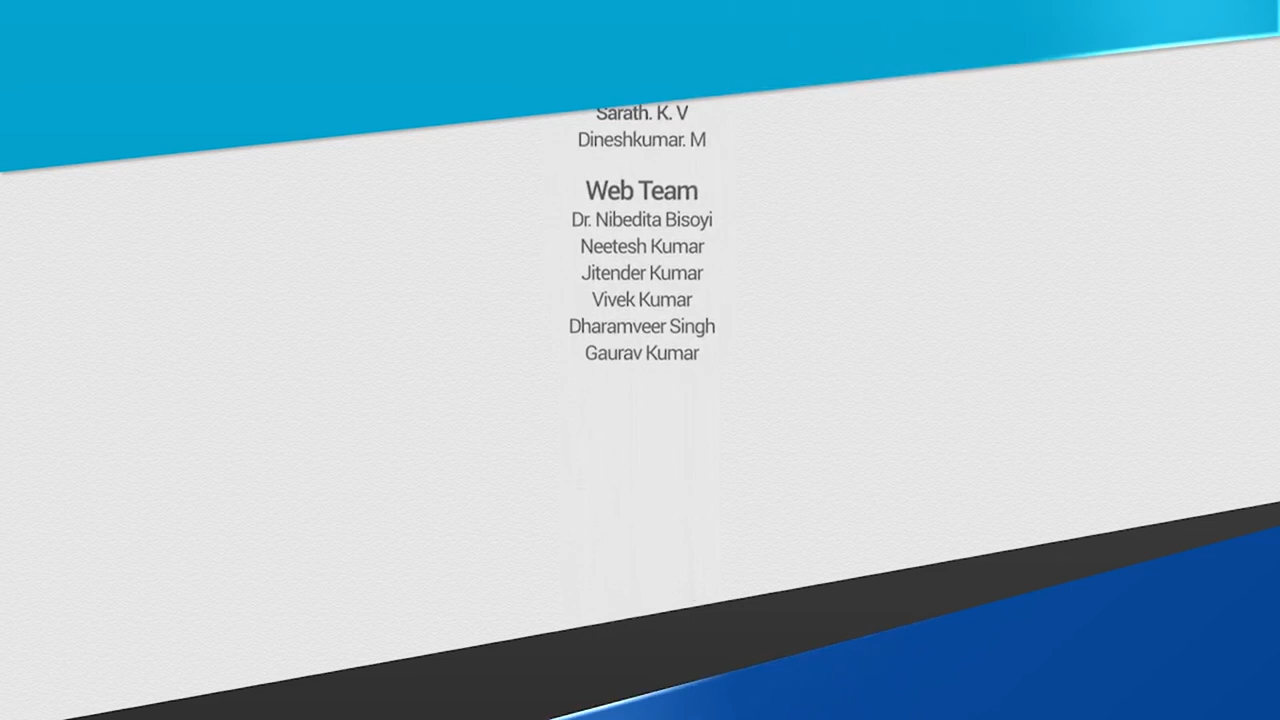 Sarath. K. V
Dineshkumar. M
Web Team
Dr. Nibedita Bisoyi
Neetesh Kumar
Jitender Kumar
Vivek Kumar
Dharamveer Singh
Gaurav Kumar